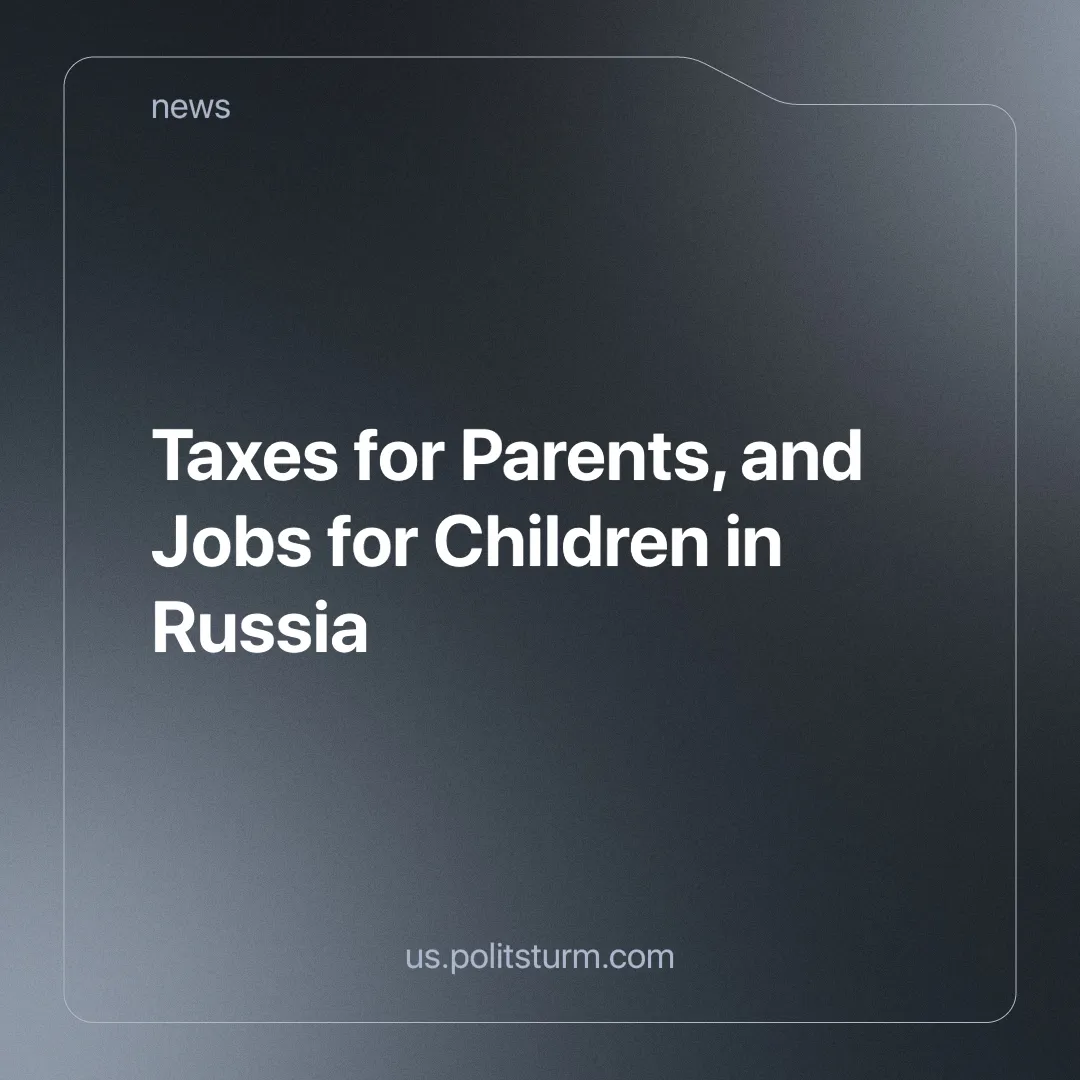 news
Taxes for Parents, and
Jobs for Children in
Russia
us.politsturm.com